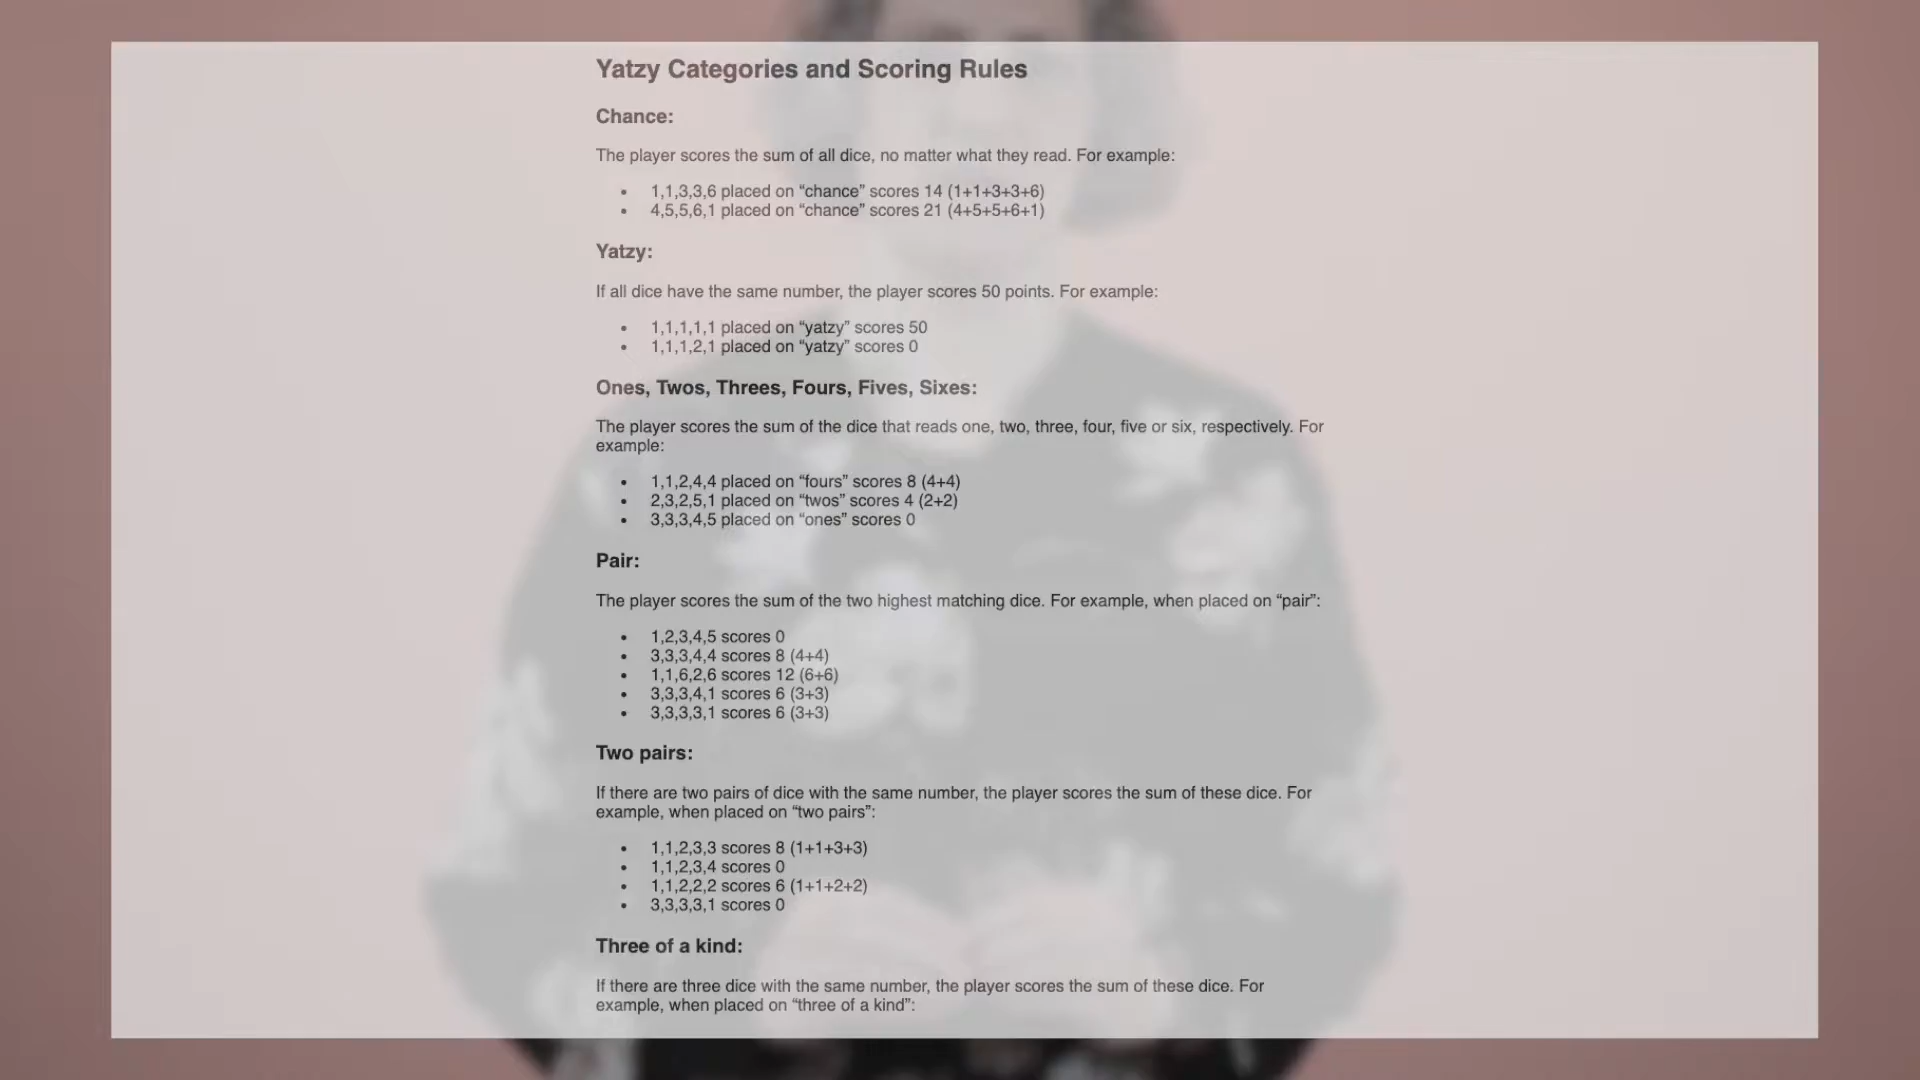 Yatzy Categories and Scoring Rules
Chance:
The player scores the sum of all dice, no matter what they read. For example:
• 1,1,3,3,6 placed on “chance” scores 14 (1+1+3+3+6)
• 4,5,5,6,1 placed on “chance” scores 21 (4+5+5+6+1)
Yatzy:
If all dice have the same number, the player scores 50 points. For example:
• 1,1,1,1,1 placed on “yatzy” scores 50
• 1,1,1,2,1 placed on “yatzy” scores 0
Ones, Twos, Threes, Fours, Fives, Sixes:
The player scores the sum of the dice that reads one, two, three, four, five or six, respectively. For
example:
• 1,1,2,4,4 placed on “fours” scores 8 (4+4)
• 2,3,2,5,1 placed on “twos” scores 4 (2+2)
• 3,3,3,4,5 placed on “ones” scores 0
Pair:
The player scores the sum of the two highest matching dice. For example, when placed on “pair”:
• 1,2,3,4,5 scores 0
• 3,3,3,4,4 scores 8 (4+4)
• 1,1,6,2,6 scores 12 (6+6)
• 3,3,3,4,1 scores 6 (3+3)
• 3,3,3,3,1 scores 6 (3+3)
Two pairs:
If there are two pairs of dice with the same number, the player scores the sum of these dice. For
example, when placed on “two pairs”:
• 1,1,2,3,3 scores 8 (1+1+3+3)
• 1,1,2,3,4 scores 0
• 1,1,2,2,2 scores 6 (1+1+2+2)
• 3,3,3,3,1 scores 0
Three of a kind:
If there are three dice with the same number, the player scores the sum of these dice. For
example, when placed on “three of a kind”: